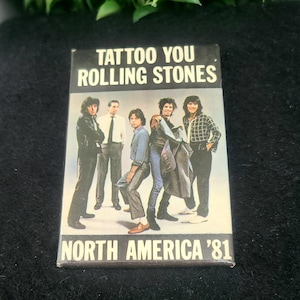 TATTOO YOU
ROLLING STONES
NORTH AMERICA '81